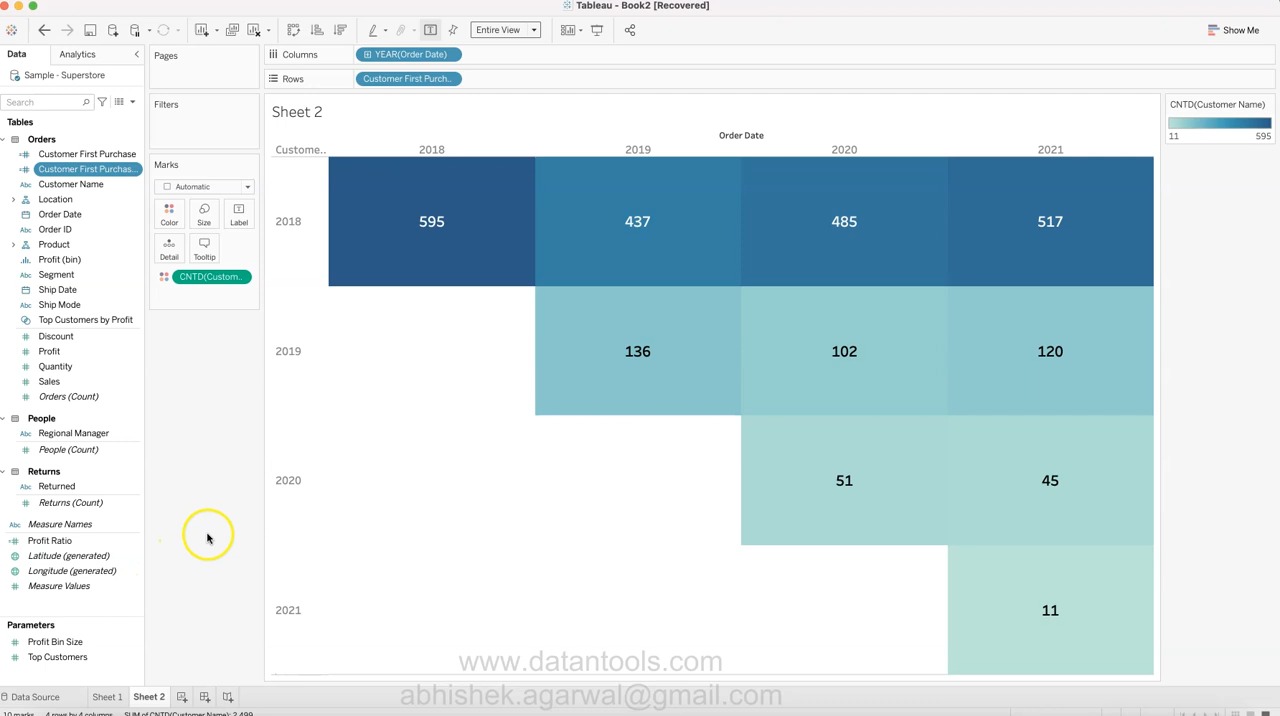 Tableau - Book2 [Recovered]
Entire View
Show Me
Data
Analytics
Sample - Superstore
Search
Tables
Orders
Customer First Purchase
Customer First Purchas...
Customer Name
Location
Order Date
Order ID
Product
Profit (bin)
Segment
Ship Date
Ship Mode
Top Customers by Profit
Discount
Profit
Quantity
Sales
Orders (Count)
People
Regional Manager
People (Count)
Returns
Returned
Returns (Count)
Measure Names
Profit Ratio
Latitude (generated)
Longitude (generated)
Measure Values
Parameters
Profit Bin Size
Top Customers
Pages
Filters
Marks
Automatic
Color Size Label
Detail Tooltip
CNTD(Custom..
Columns YEAR(Order Date)
Rows Customer First Purch..
Sheet 2
Order Date
Custome.. 2018 2019 2020 2021
2018 595 437 485 517
2019 136 102 120
2020 51 45
2021 11
CNTD(Customer Name)
11 595
www.datantools.com
abhishek.agarwal@gmail.com
Data Source Sheet 1 Sheet 2
10 marks 4 rows by 4 columns SUM of CNTD(Customer Name): 2,499